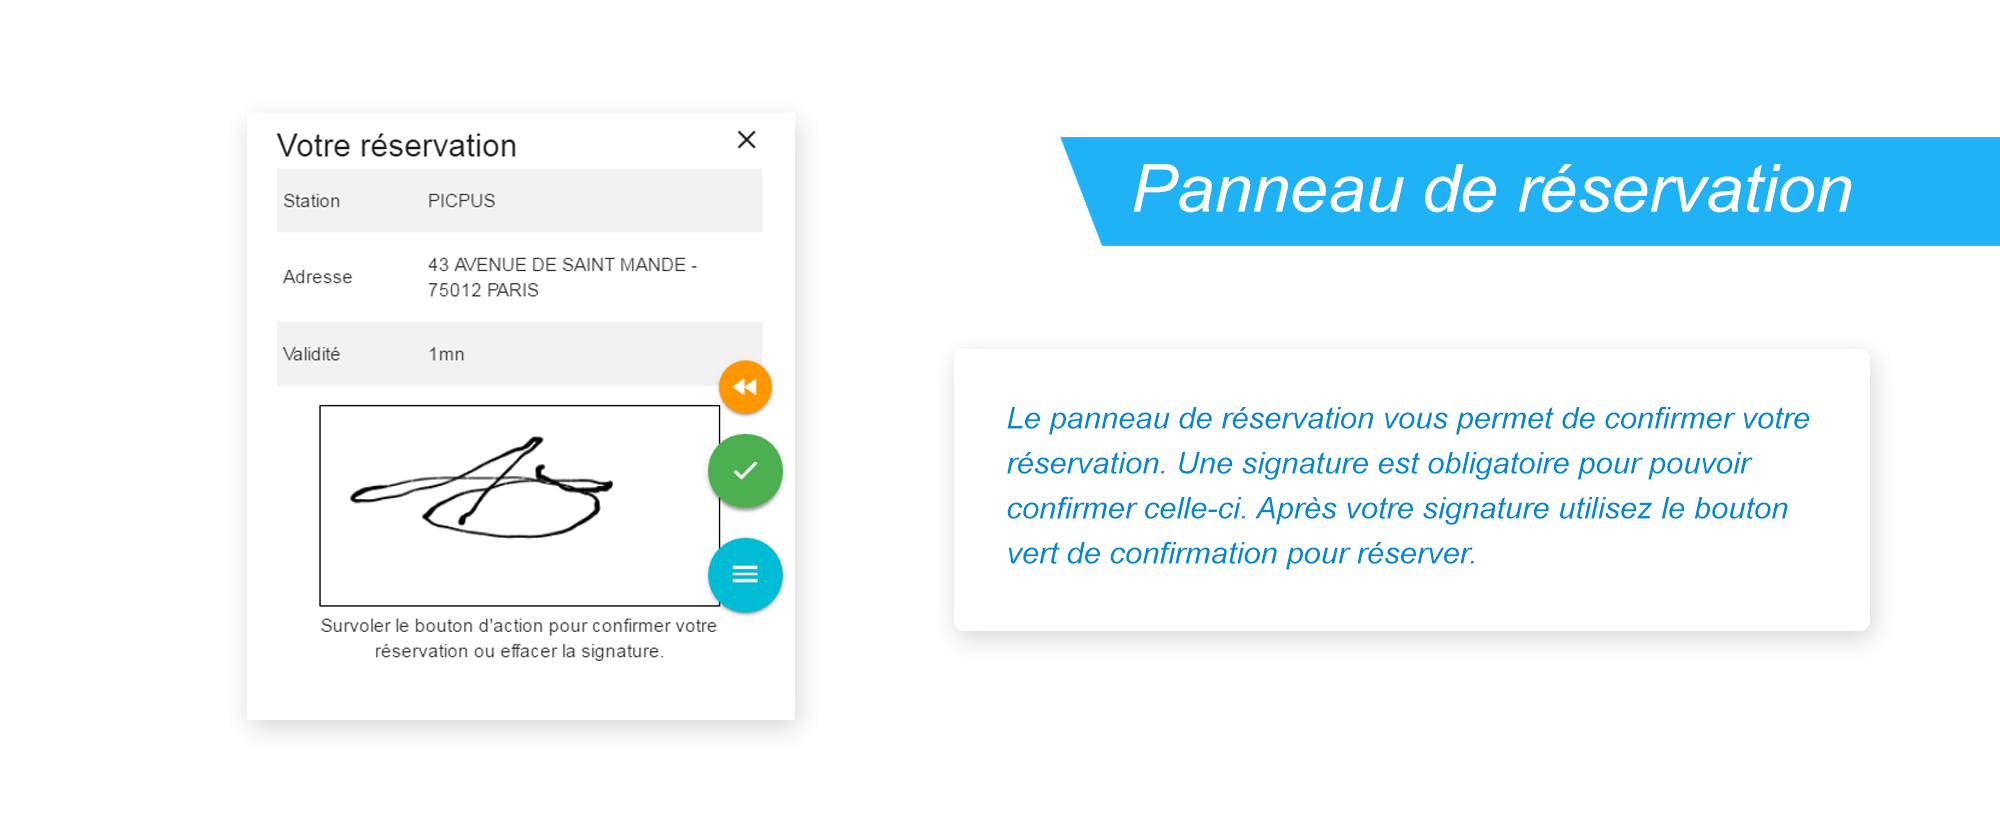 Votre réservation
Station PICPUS
Adresse 43 AVENUE DE SAINT MANDE -
75012 PARIS
Validité 1mn
Survoler le bouton d'action pour confirmer votre
réservation ou effacer la signature.
Panneau de réservation
Le panneau de réservation vous permet de confirmer votre
réservation. Une signature est obligatoire pour pouvoir
confirmer celle-ci. Après votre signature utilisez le bouton
vert de confirmation pour réserver.